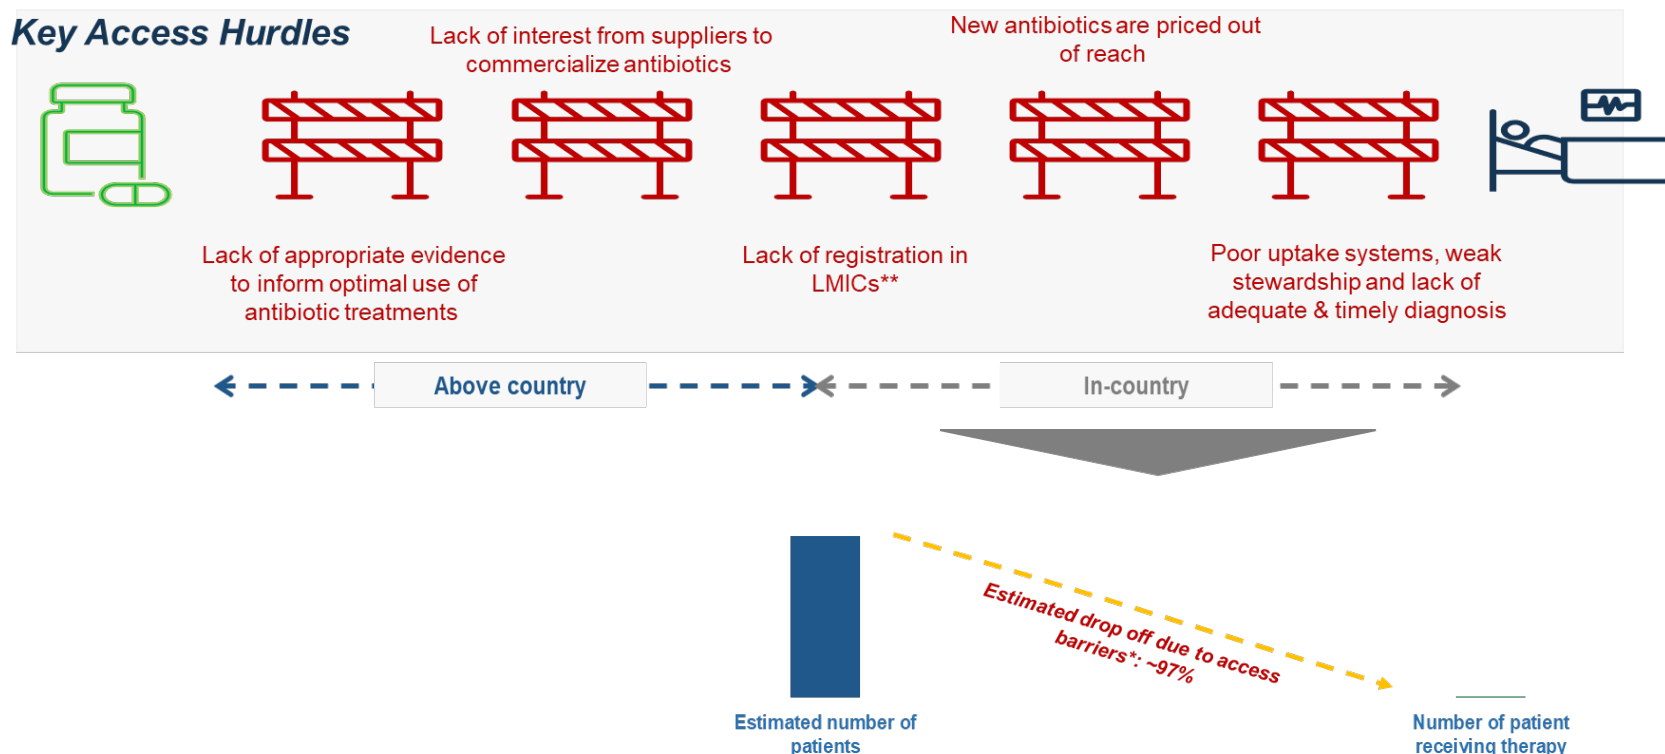 Key Access Hurdles
Lack of interest from suppliers to
commercialize antibiotics
New antibiotics are priced out
of reach
Lack of appropriate evidence
to inform optimal use of
antibiotic treatments
Lack of registration in
LMICs**
Poor uptake systems, weak
stewardship and lack of
adequate & timely diagnosis
Above country
In-country
Estimated drop off due to access
barriers*: ~97%
Estimated number of
patients
Number of patient
receiving therapy